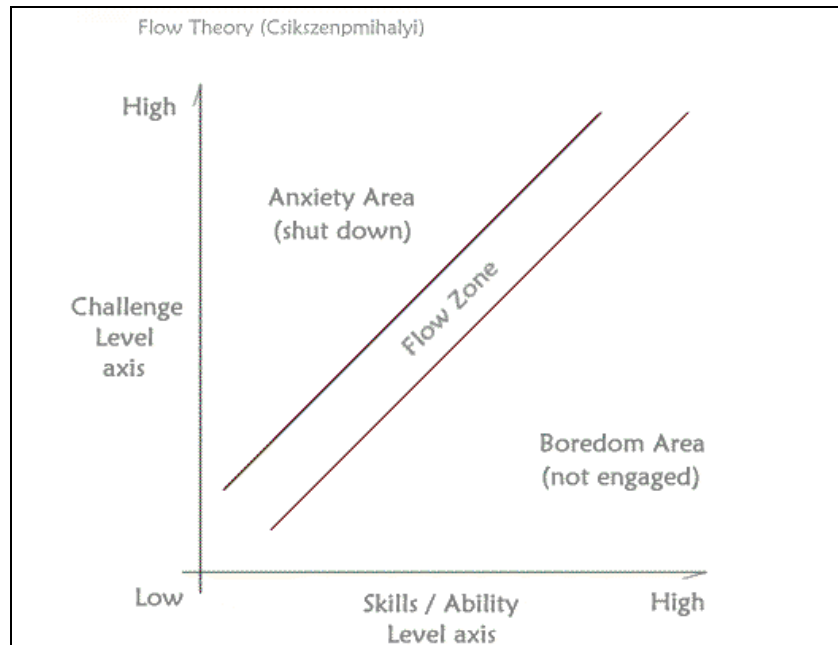 Flow Theory (Csikszenpmihalyi)
High
Anxiety Area
(shut down)
Challenge
Level
axis
Flow Zone
Boredom Area
(not engaged)
Low
Skills / Ability
Level axis
High